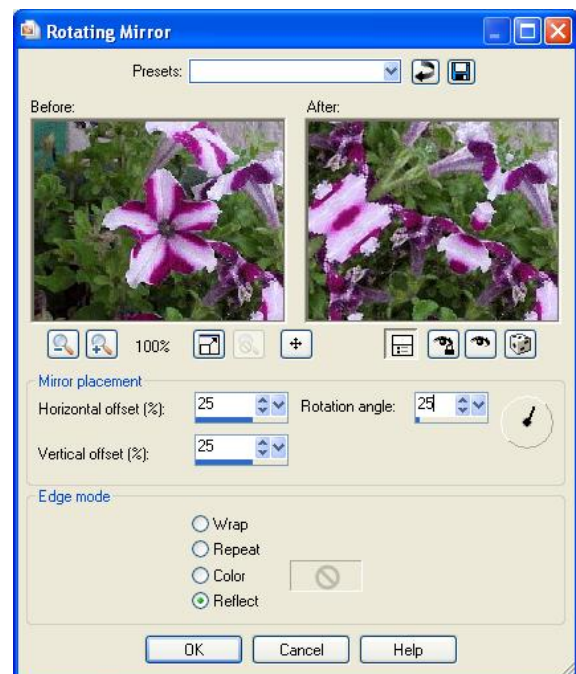 Rotating Mirror
Presets:
Before: After:
100%
Mirror placement
Horizontal offset (%): 25 Rotation angle: 25
Vertical offset (%): 25
Edge mode
Wrap
Repeat
Color
Reflect
OK Cancel Help